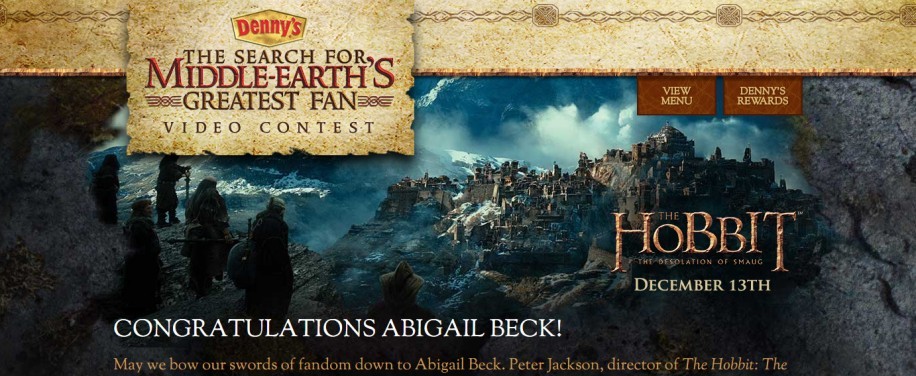 Denny's
THE SEARCH FOR
MIDDLE-EARTH'S
GREATEST FAN
VIDEO CONTEST
VIEW
MENU
DENNY'S
REWARDS
THE
HOBBIT™
THE DESOLATION OF SMAUG
DECEMBER 13TH
CONGRATULATIONS ABIGAIL BECK!
May we bow our swords of fandom down to Abigail Beck. Peter Jackson, director of The Hobbit: The